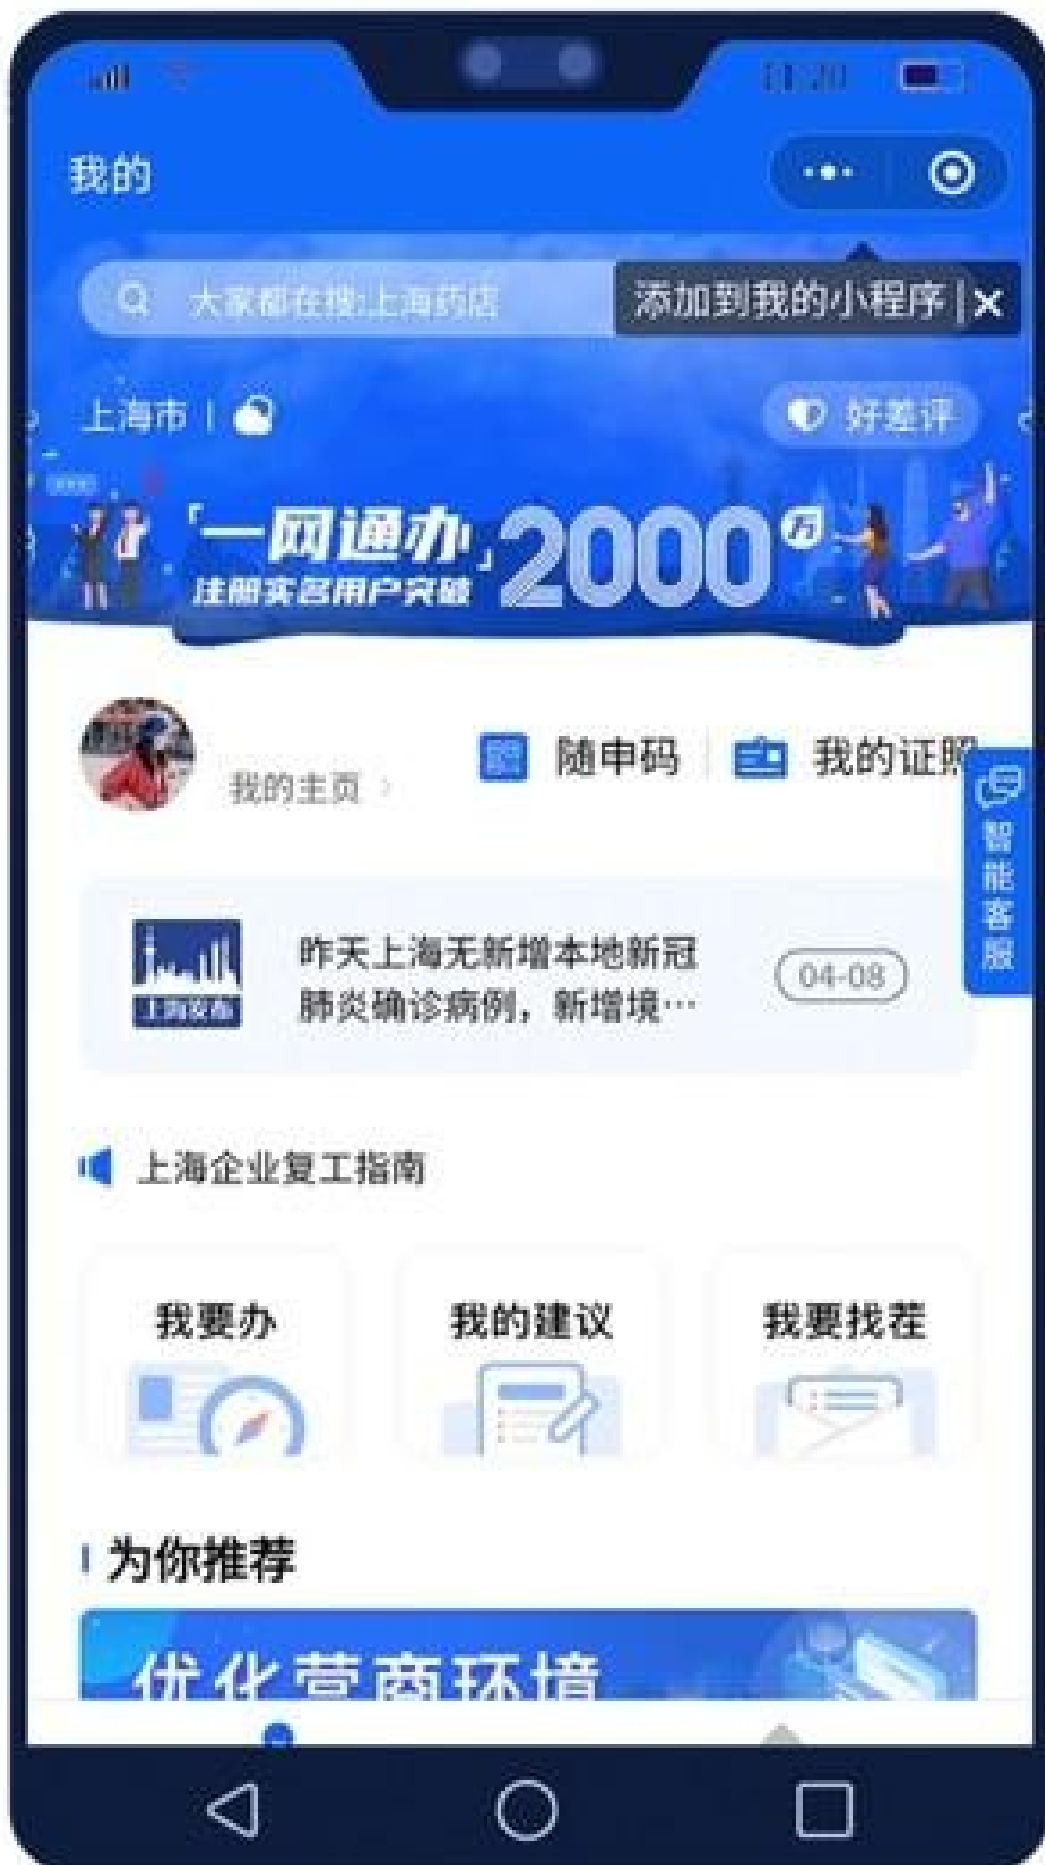 我的
大家都在搜:上海药店
添加到我的小程序
上海市
好差评
「一网通办」2000万
注册实名用户突破
我的主页
随申码
我的证照
智能客服
昨天上海无新增本地新冠
肺炎确诊病例，新增境…
04-08
上海发布
上海企业复工指南
我要办
我的建议
我要找茬
为你推荐
优化营商环境